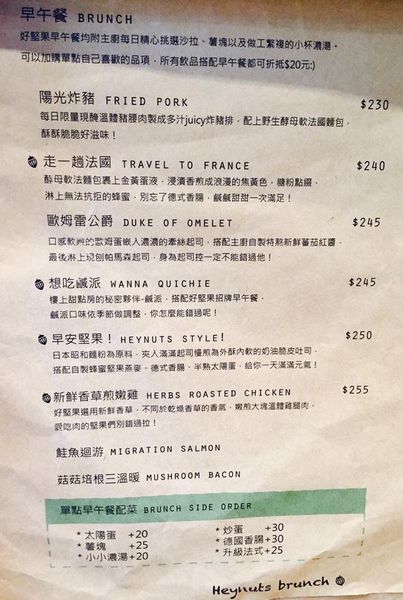 早午餐 BRUNCH
好堅果早午餐均附主廚每日精心挑選沙拉、薯塊以及做工繁複的小杯濃湯。
可以加購單點自己喜歡的品項，所有飲品搭配早午餐都可折抵$20元:)
陽光炸豬 FRIED PORK $230
每日限量現醃溫體豬腰肉製成多汁juicy炸豬排，配上野生酵母軟法國麵包，
酥酥脆脆好滋味！
走一趟法國 TRAVEL TO FRANCE $240
酵母軟法麵包裹上金黃蛋液，浸漬香煎成浪漫的焦黃色，糖粉點綴，
淋上無法抗拒的蜂蜜，別忘了德式香腸，鹹鹹甜甜一次滿足！
歐姆雷公爵 DUKE OF OMELET $245
口感軟嫩的歐姆蛋嵌入濃濃的牽絲起司，搭配主廚自製特熬新鮮蕃茄紅醬，
最後淋上現刨帕馬森起司，身為起司控一定不能錯過！
想吃鹹派 WANNA QUICHIE $245
樓上甜點房的秘密夥伴-鹹派，搭配好堅果招牌早午餐，
鹹派口味依季節做調整，你怎麼能錯過呢！
早安堅果！ HEYNUTS STYLE! $250
日本昭和麵粉為原料，夾入滿滿起司慢煎為外酥內軟的奶油脆皮吐司，
搭配自製蜂蜜堅果燕麥、德式香腸、半熟太陽蛋，給你一天滿滿元氣！
新鮮香草煎嫩雞 HERBS ROASTED CHICKEN $255
好堅果選用新鮮香草，不同於乾燥香草的香氣，嫩煎大塊溫體雞腿肉，
愛吃肉的堅果們別錯過拉！
鮭魚迴游 MIGRATION SALMON
菇菇培根三溫暖 MUSHROOM BACON
單點早午餐配菜 BRUNCH SIDE ORDER
* 太陽蛋 +20 * 炒蛋 +30
* 薯塊 +25 * 德國香腸+30
* 小小濃湯+20 * 升級法式+25
Heynuts brunch